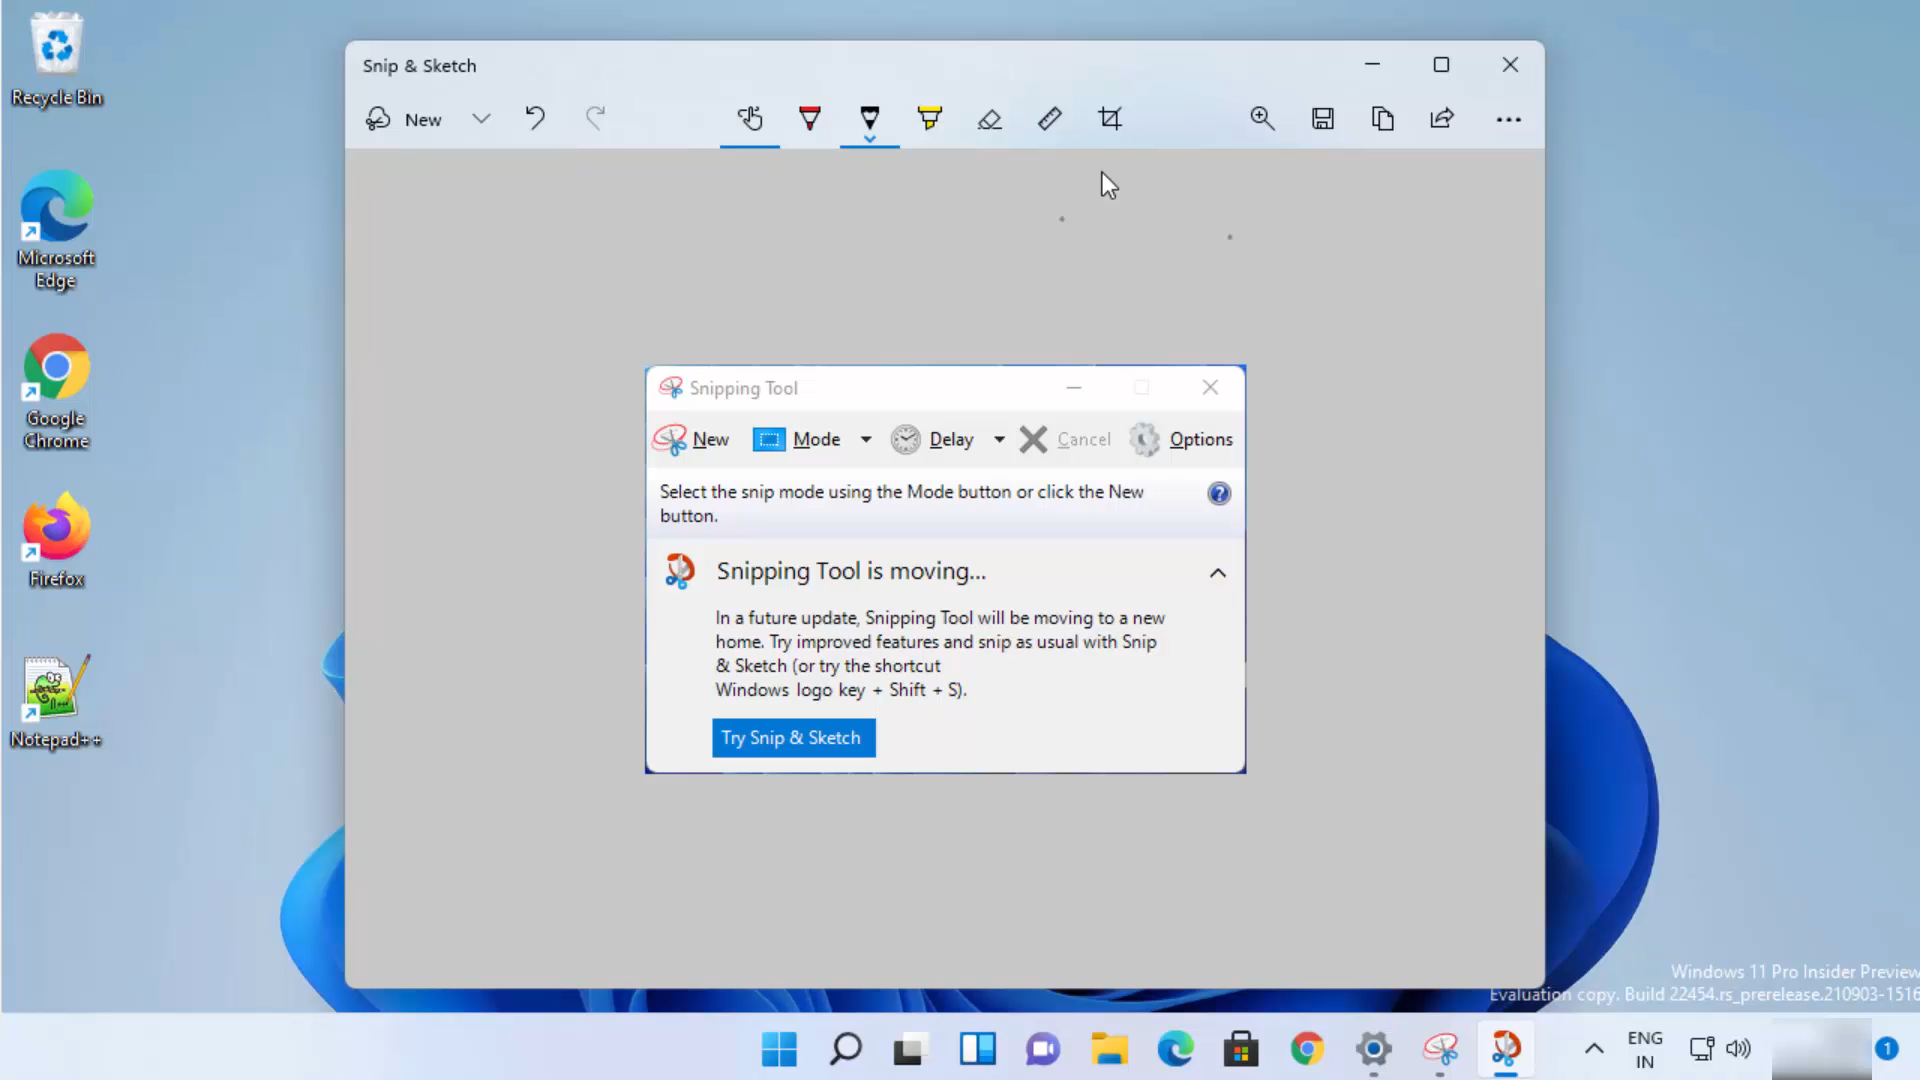 Recycle Bin
Microsoft
Edge
Google
Chrome
Firefox
Notepad++
Snip & Sketch
New
Snipping Tool
New Mode Delay Cancel Options
Select the snip mode using the Mode button or click the New
button.
Snipping Tool is moving...
In a future update, Snipping Tool will be moving to a new
home. Try improved features and snip as usual with Snip
& Sketch (or try the shortcut
Windows logo key + Shift + S).
Try Snip & Sketch
Windows 11 Pro Insider Preview
Evaluation copy. Build 22454.rs_prerelease.210903-1516
ENG
IN
1